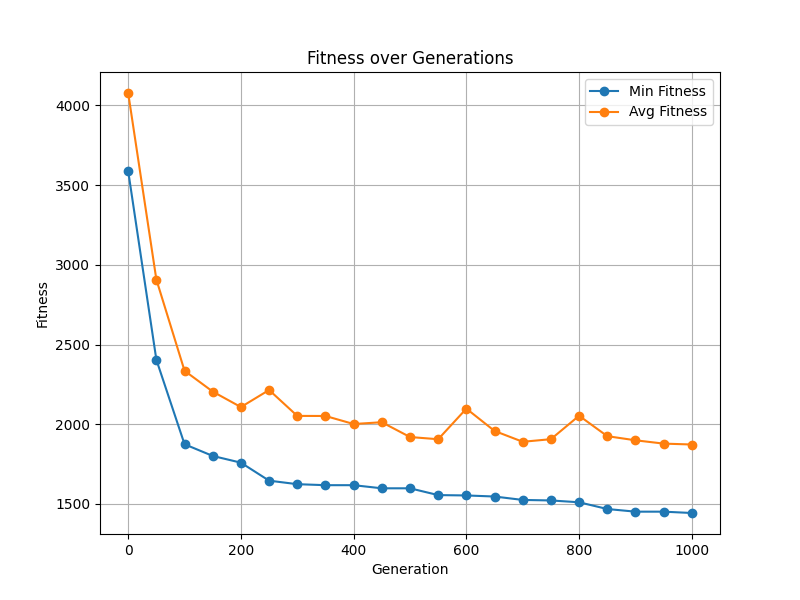 Fitness over Generations
Min Fitness
Avg Fitness
4000
3500
3000
2500
2000
1500
Fitness
0 200 400 600 800 1000
Generation